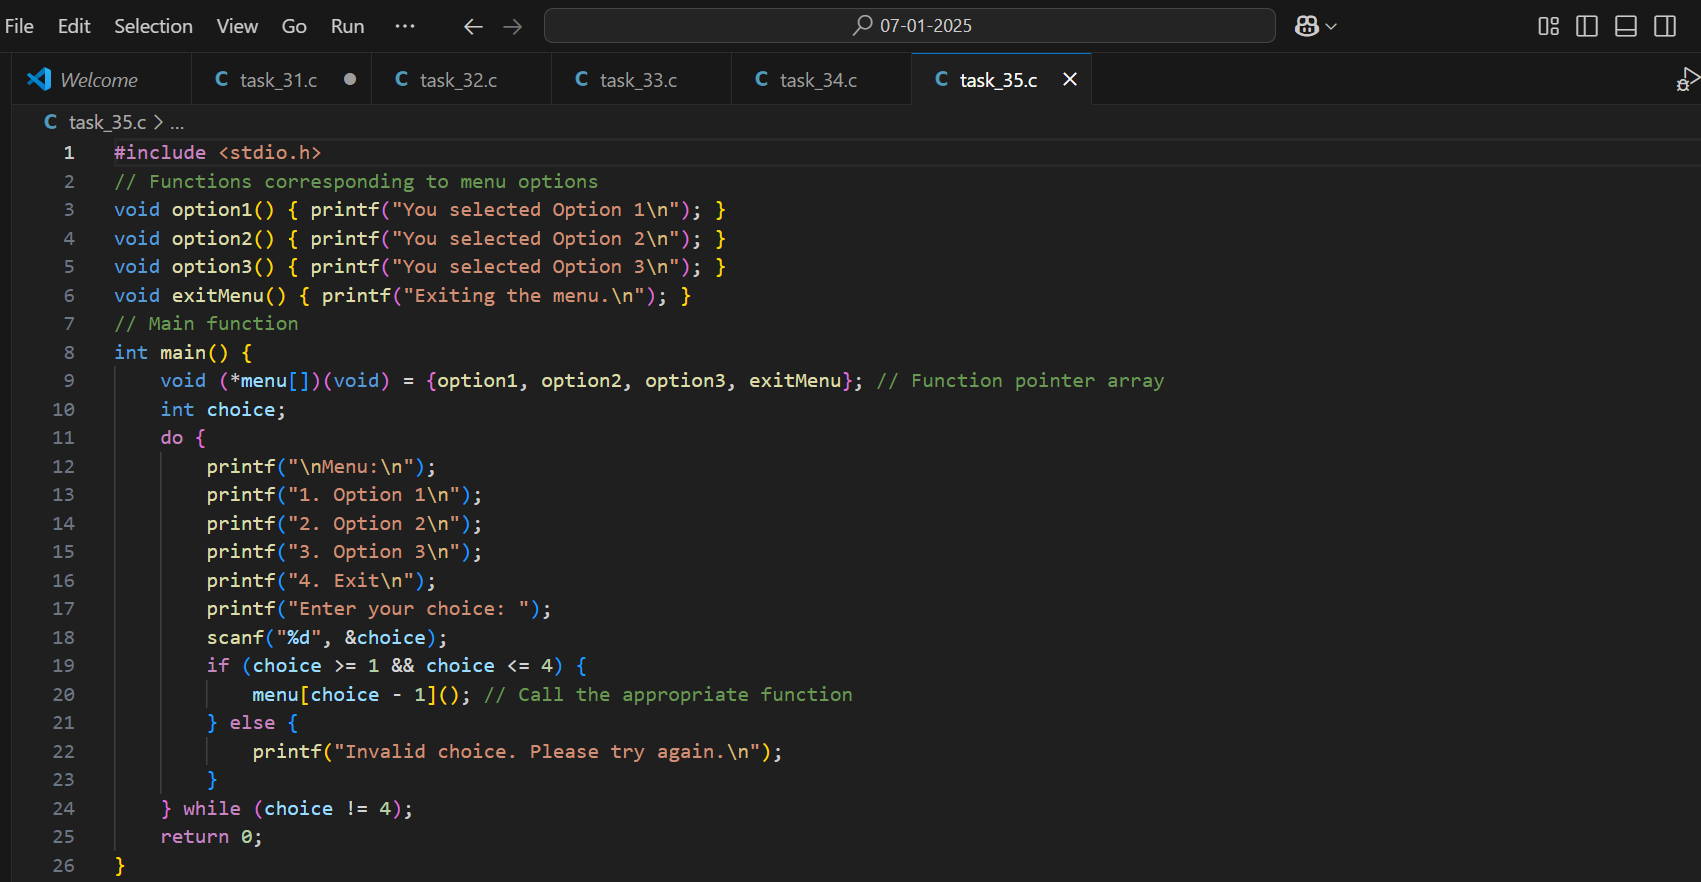 File Edit Selection View Go Run ··· 07-01-2025
Welcome C task_31.c C task_32.c C task_33.c C task_34.c C task_35.c
C task_35.c > ...
1 #include <stdio.h>
2 // Functions corresponding to menu options
3 void option1() { printf("You selected Option 1\n"); }
4 void option2() { printf("You selected Option 2\n"); }
5 void option3() { printf("You selected Option 3\n"); }
6 void exitMenu() { printf("Exiting the menu.\n"); }
7 // Main function
8 int main() {
9     void (*menu[])(void) = {option1, option2, option3, exitMenu}; // Function pointer array
10     int choice;
11     do {
12         printf("\nMenu:\n");
13         printf("1. Option 1\n");
14         printf("2. Option 2\n");
15         printf("3. Option 3\n");
16         printf("4. Exit\n");
17         printf("Enter your choice: ");
18         scanf("%d", &choice);
19         if (choice >= 1 && choice <= 4) {
20             menu[choice - 1](); // Call the appropriate function
21         } else {
22             printf("Invalid choice. Please try again.\n");
23         }
24     } while (choice != 4);
25     return 0;
26 }